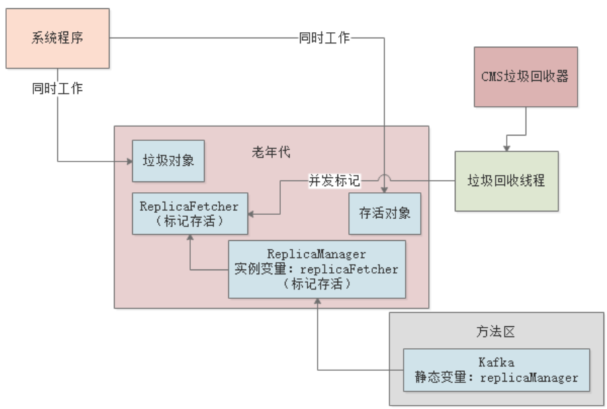 系统程序
同时工作
同时工作
CMS垃圾回收器
老年代
垃圾对象
并发标记
垃圾回收线程
ReplicaFetcher
（标记存活）
存活对象
ReplicaManager
实例变量：replicaFetcher
（标记存活）
方法区
Kafka
静态变量：replicaManager